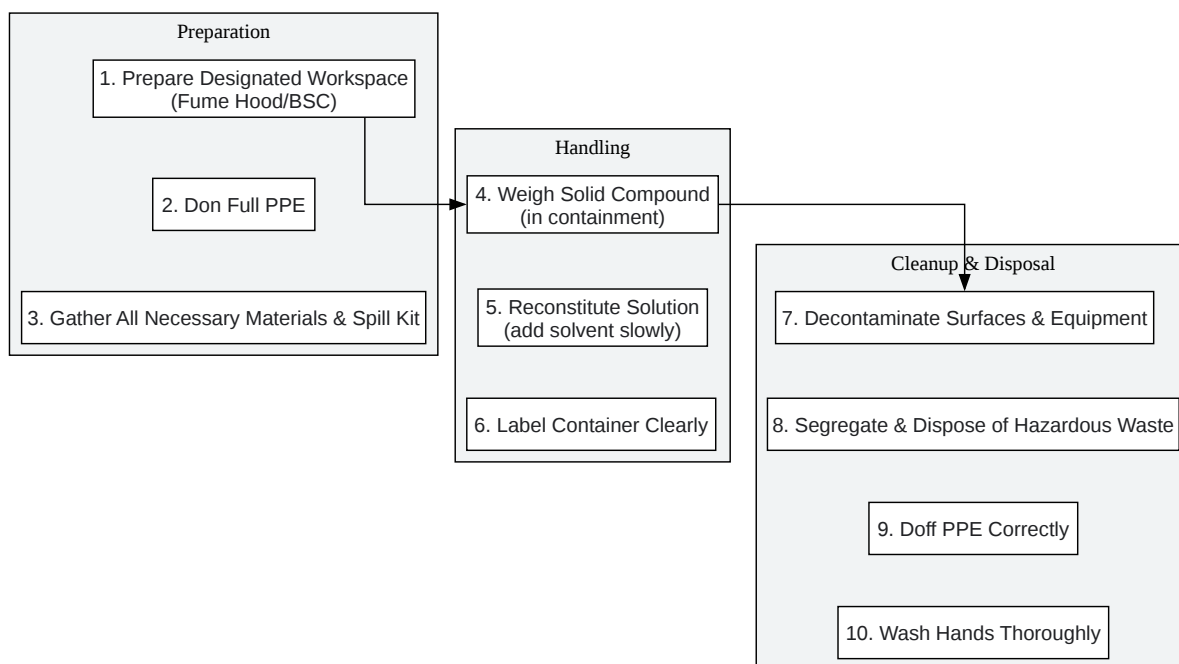 Preparation
1. Prepare Designated Workspace
(Fume Hood/BSC)
2. Don Full PPE
3. Gather All Necessary Materials & Spill Kit
Handling
4. Weigh Solid Compound
(in containment)
5. Reconstitute Solution
(add solvent slowly)
6. Label Container Clearly
Cleanup & Disposal
7. Decontaminate Surfaces & Equipment
8. Segregate & Dispose of Hazardous Waste
9. Doff PPE Correctly
10. Wash Hands Thoroughly